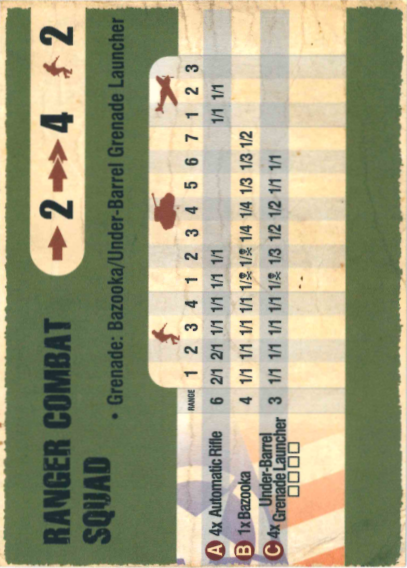 RANGER COMBAT 2 4 2
SQUAD
• Grenade: Bazooka/Under-Barrel Grenade Launcher
RANGE 1 2 3 4 1 2 3 4 5 6 7 1 2 3
A 4x Automatic Rifle 6 2/1 2/1 1/1 1/1 1/1 1/1 1/1 1/1
B 1x Bazooka 4 1/1 1/1 1/1 1/1 1/☠ 1/☠ 1/4 1/4 1/3 1/3 1/2
C 4x Under-Barrel
Grenade Launcher 3 1/1 1/1 1/1 1/1 1/☠ 1/3 1/2 1/2 1/1 1/1